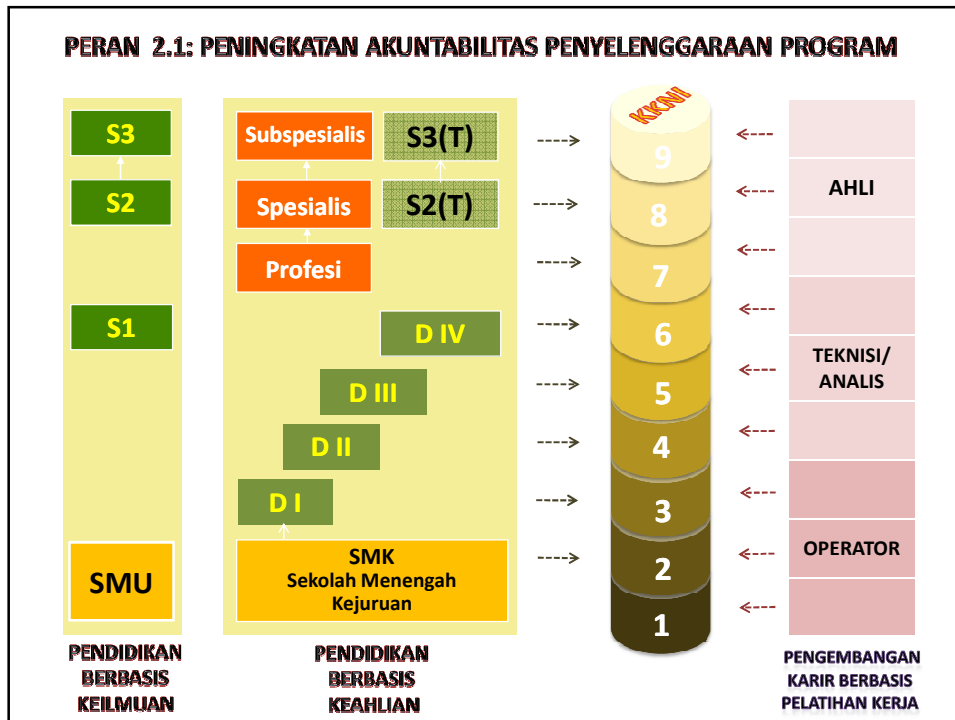 PERAN 2.1: PENINGKATAN AKUNTABILITAS PENYELENGGARAAN PROGRAM
S3
S2
S1
SMU
PENDIDIKAN
BERBASIS
KEILMUAN
Subspesialis
S3(T)
Spesialis
S2(T)
Profesi
D IV
D III
D II
D I
SMK
Sekolah Menengah
Kejuruan
PENDIDIKAN
BERBASIS
KEAHLIAN
KKNI
9
8
7
6
5
4
3
2
1
AHLI
TEKNISI/
ANALIS
OPERATOR
PENGEMBANGAN
KARIR BERBASIS
PELATIHAN KERJA